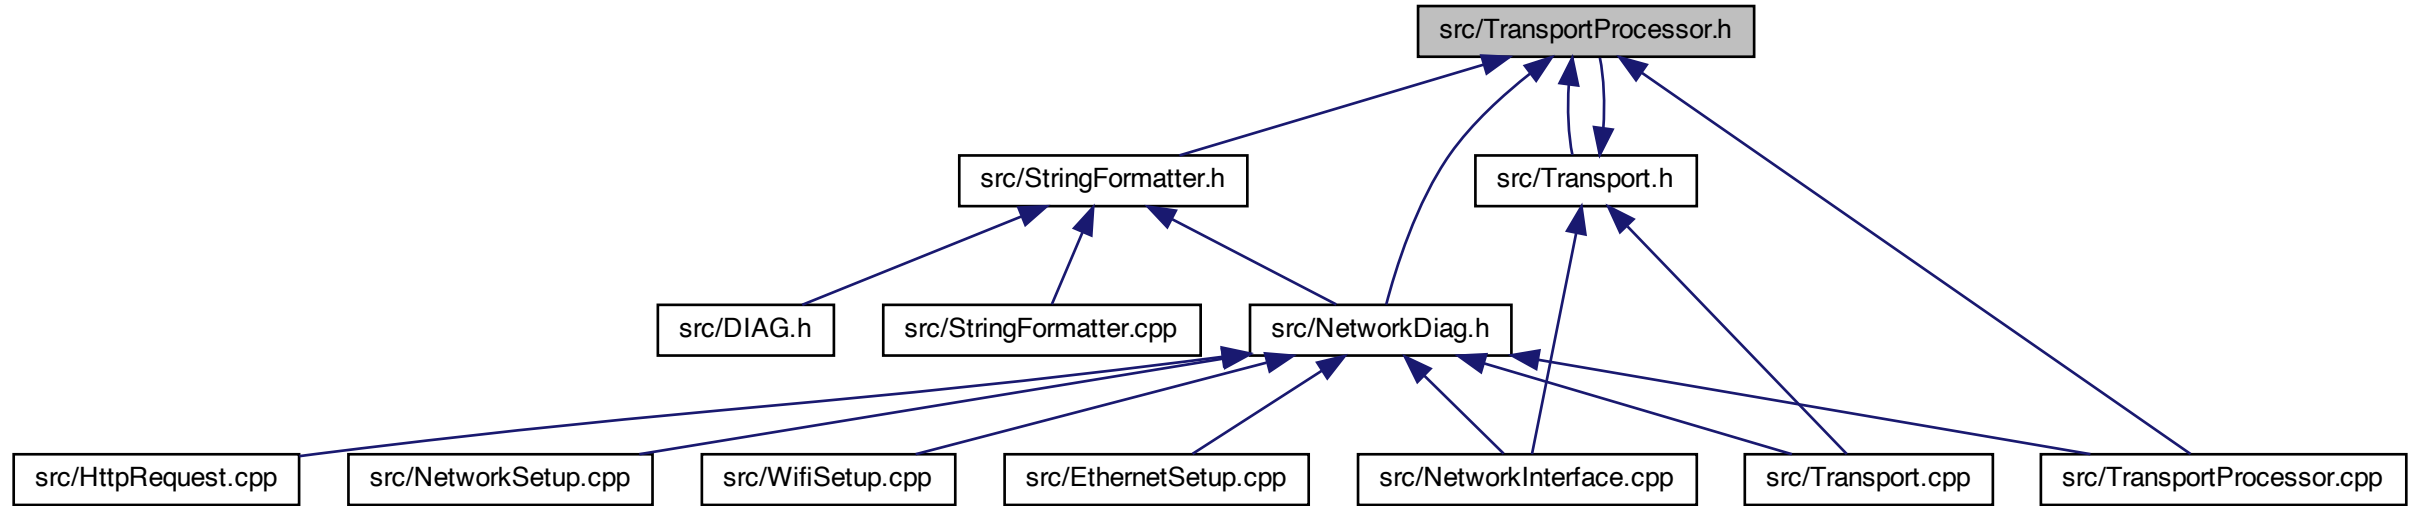 src/TransportProcessor.h
src/StringFormatter.h
src/Transport.h
src/DIAG.h
src/StringFormatter.cpp
src/NetworkDiag.h
src/HttpRequest.cpp
src/NetworkSetup.cpp
src/WifiSetup.cpp
src/EthernetSetup.cpp
src/NetworkInterface.cpp
src/Transport.cpp
src/TransportProcessor.cpp